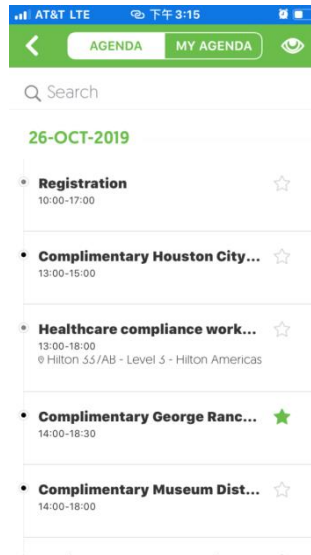 AT&T LTE 下午3:15
AGENDA MY AGENDA
Search
26-OCT-2019
Registration
10:00-17:00
Complimentary Houston City...
13:00-15:00
Healthcare compliance work...
13:00-18:00
Hilton 337AB - Level 3 - Hilton Americas
Complimentary George Ranc...
14:00-18:30
Complimentary Museum Dist...
14:00-18:00